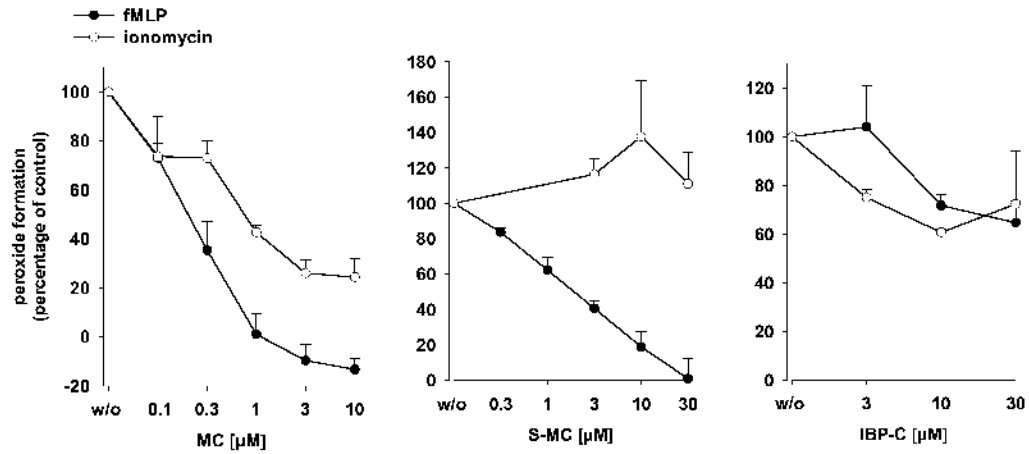 fMLP
ionomycin
peroxide formation
(percentage of control)
100
80
60
40
20
0
-20
w/o 0.1 0.3 1 3 10
MC [µM]
180
160
140
120
100
80
60
40
20
0
w/o 0.3 1 3 10 30
S-MC [µM]
120
100
80
60
40
20
0
w/o 3 10 30
IBP-C [µM]